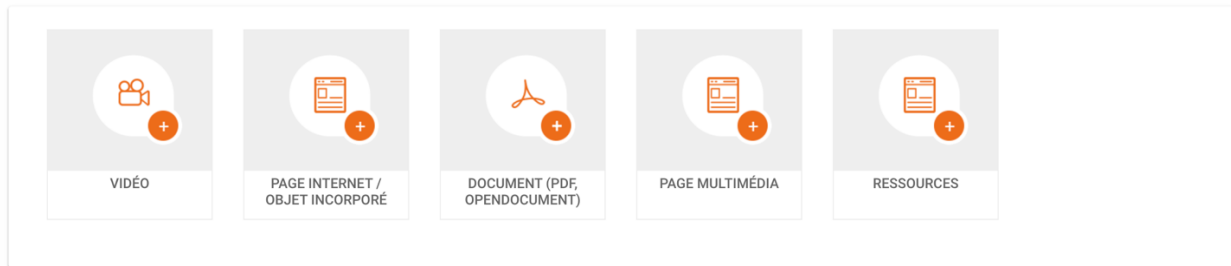 VIDÉO
PAGE INTERNET /
OBJET INCORPORÉ
DOCUMENT (PDF,
OPENDOCUMENT)
PAGE MULTIMÉDIA
RESSOURCES